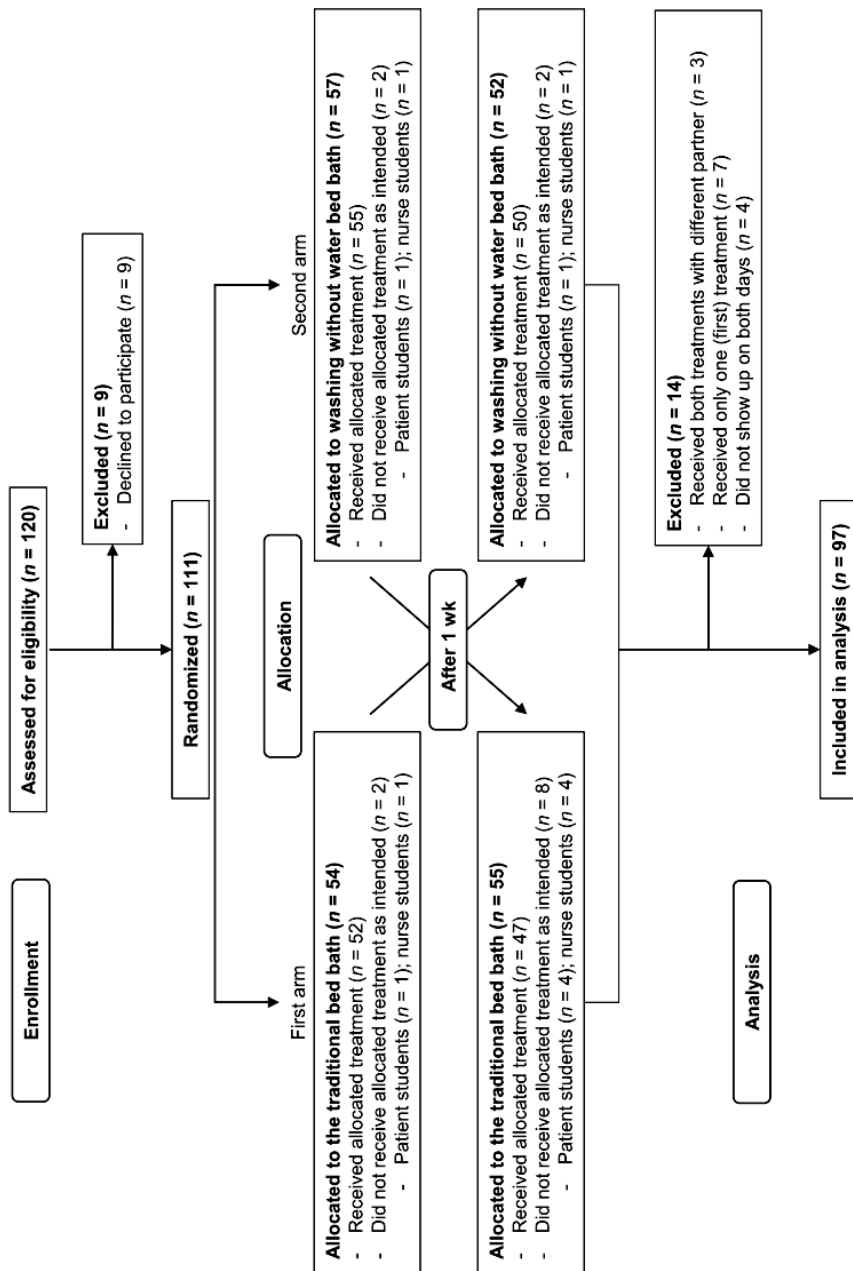 Enrollment
Assessed for eligibility (n = 120)
Excluded (n = 9)
- Declined to participate (n = 9)
Randomized (n = 111)
Allocation
First arm
Second arm
Allocated to the traditional bed bath (n = 54)
- Received allocated treatment (n = 52)
- Did not receive allocated treatment as intended (n = 2)
- Patient students (n = 1); nurse students (n = 1)
Allocated to washing without water bed bath (n = 57)
- Received allocated treatment (n = 55)
- Did not receive allocated treatment as intended (n = 2)
- Patient students (n = 1); nurse students (n = 1)
After 1 wk
Allocated to the traditional bed bath (n = 55)
- Received allocated treatment (n = 47)
- Did not receive allocated treatment as intended (n = 8)
- Patient students (n = 4); nurse students (n = 4)
Allocated to washing without water bed bath (n = 52)
- Received allocated treatment (n = 50)
- Did not receive allocated treatment as intended (n = 2)
- Patient students (n = 1); nurse students (n = 1)
Excluded (n = 14)
- Received both treatments with different partner (n = 3)
- Received only one (first) treatment (n = 7)
- Did not show up on both days (n = 4)
Analysis
Included in analysis (n = 97)